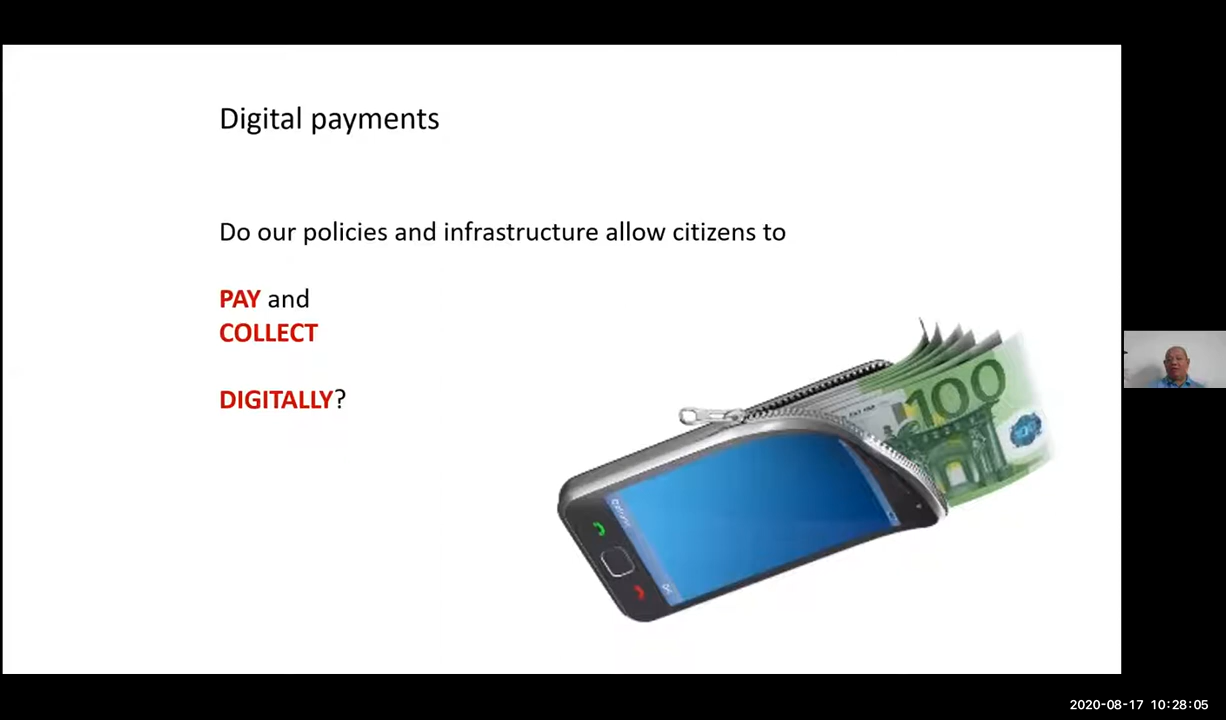 Digital payments
Do our policies and infrastructure allow citizens to
PAY and
COLLECT
DIGITALLY?
100
2020-08-17 10:28:05